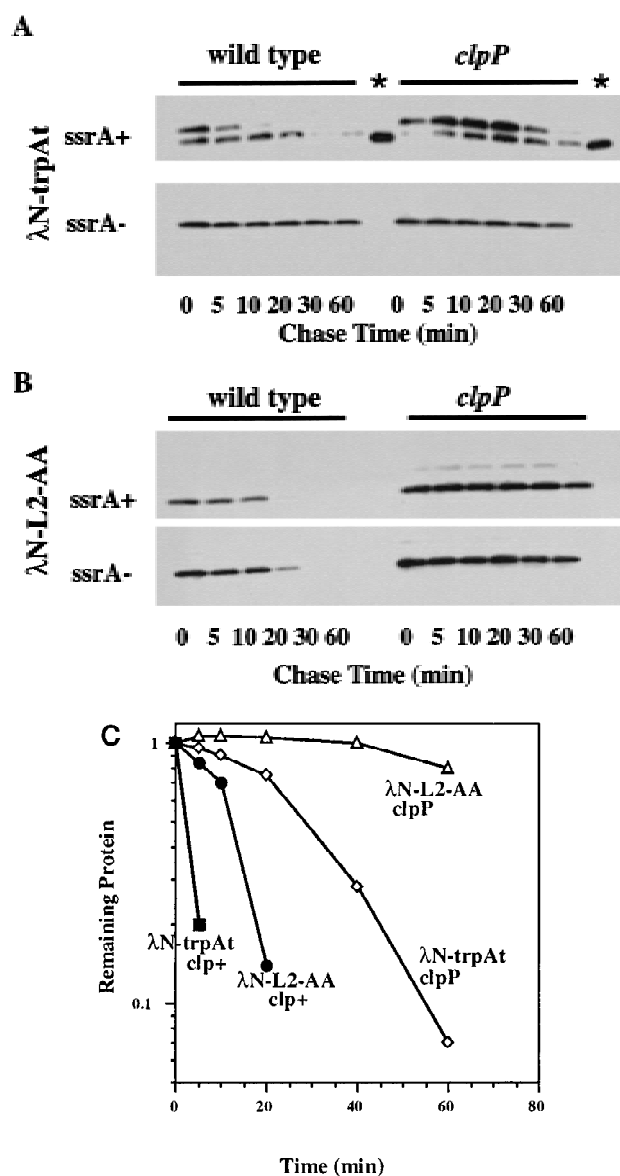 A
wild type * clpP *
λN-trpAt
ssrA+
ssrA-
0 5 10 20 30 60 0 5 10 20 30 60
Chase Time (min)
B
wild type clpP
λN-L2-AA
ssrA+
ssrA-
0 5 10 20 30 60 0 5 10 20 30 60
Chase Time (min)
C
Remaining Protein
1
0.1
λN-L2-AA
clpP
λN-trpAt
clp+
λN-L2-AA
clp+
λN-trpAt
clpP
0 20 40 60 80
Time (min)